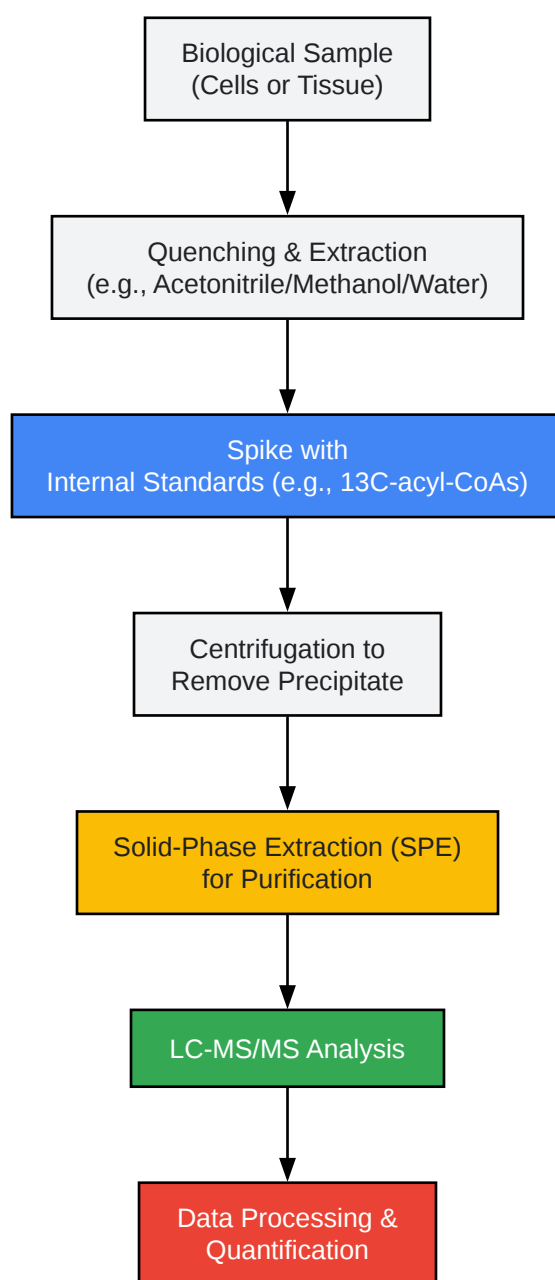 Biological Sample
(Cells or Tissue)
Quenching & Extraction
(e.g., Acetonitrile/Methanol/Water)
Spike with
Internal Standards (e.g., 13C-acyl-CoAs)
Centrifugation to
Remove Precipitate
Solid-Phase Extraction (SPE)
for Purification
LC-MS/MS Analysis
Data Processing &
Quantification